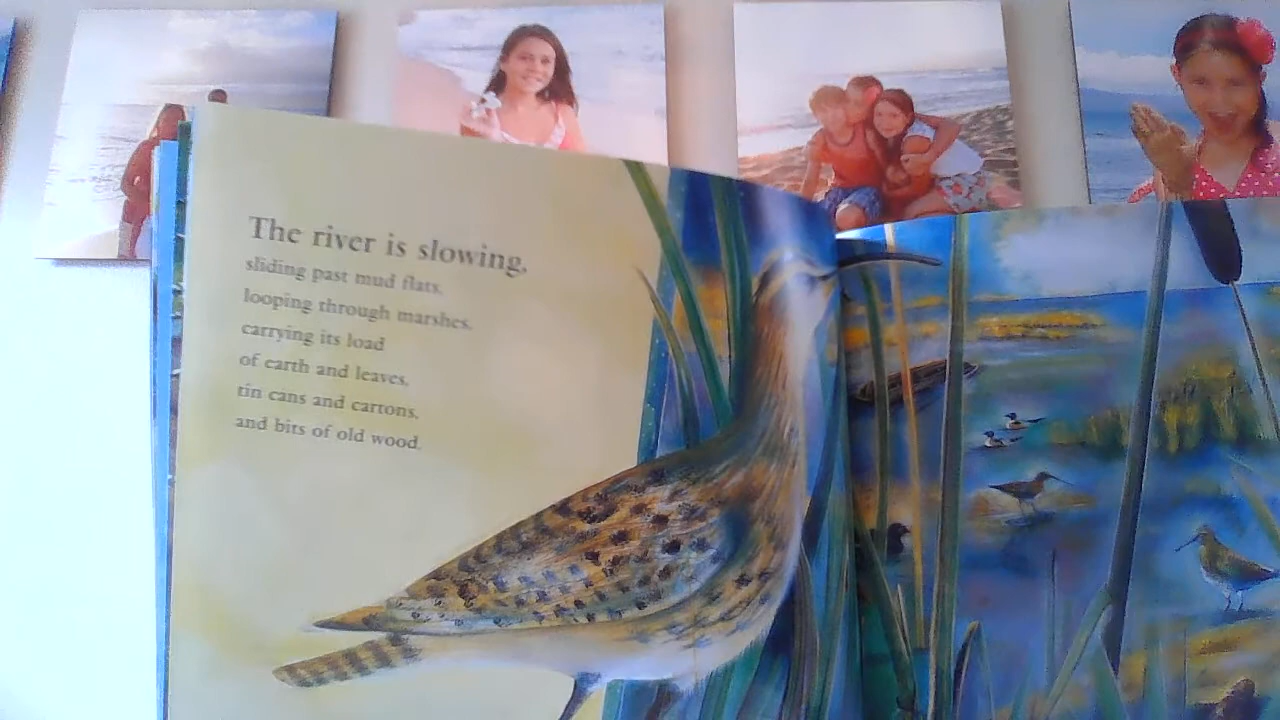 The river is slowing,
sliding past mud flats,
looping through marshes,
carrying its load
of earth and leaves,
tin cans and cartons,
and bits of old wood.